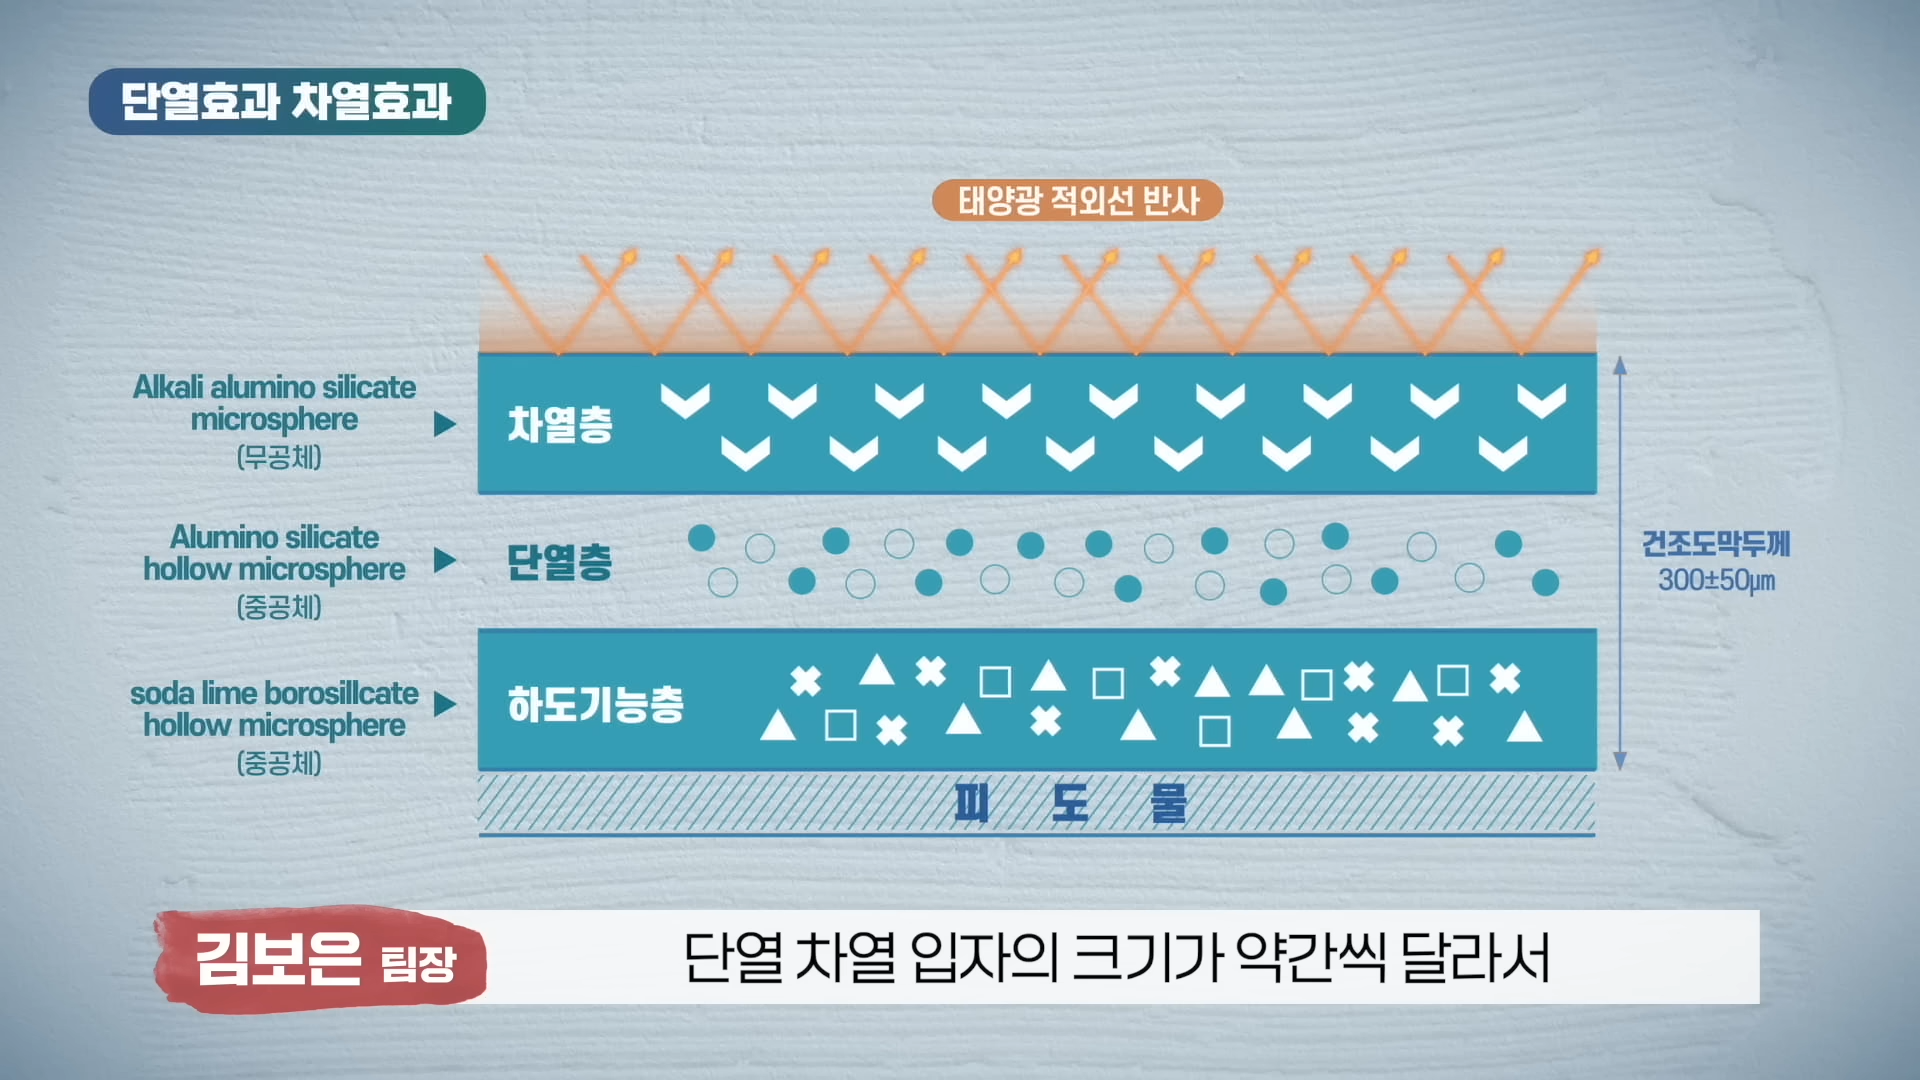 단열효과 차열효과
태양광 적외선 반사
Alkali alumino silicate
microsphere
(무공체)
차열층
Alumino silicate
hollow microsphere
(중공체)
단열층
건조도막두께
300±50μm
soda lime borosillcate
hollow microsphere
(중공체)
하도기능층
피 도 물
김보은 팀장
단열 차열 입자의 크기가 약간씩 달라서